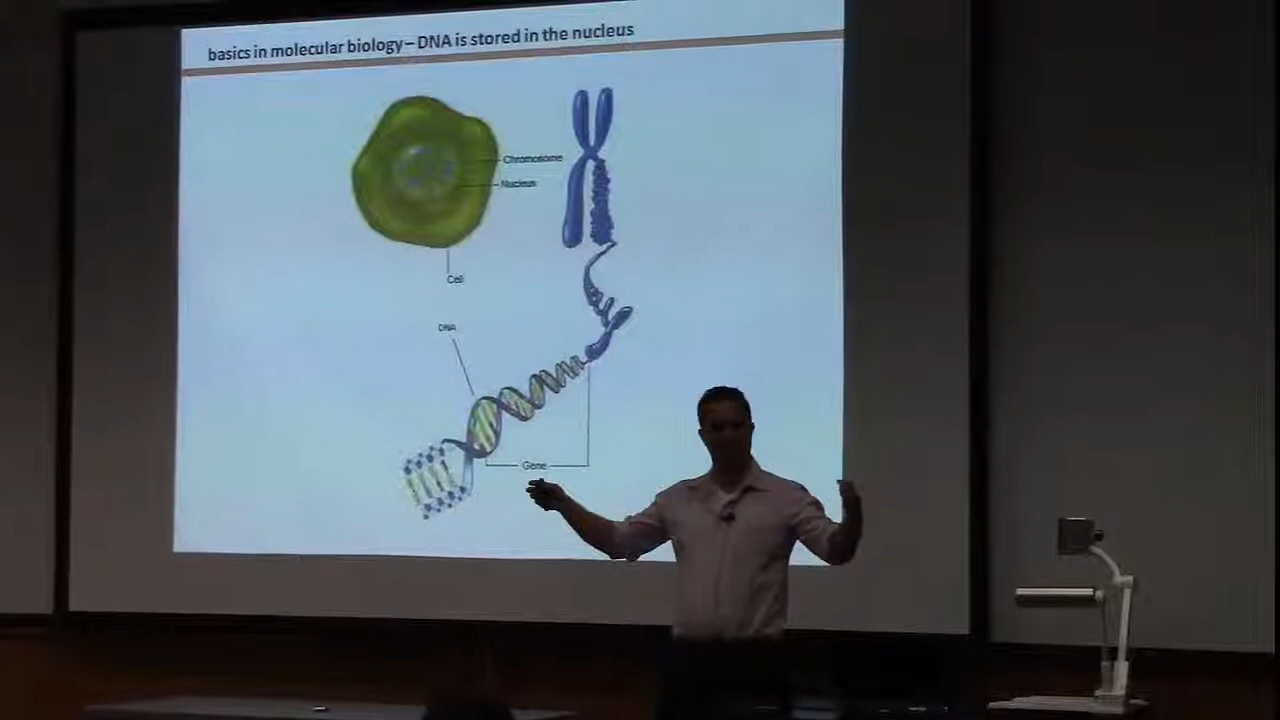 basics in molecular biology – DNA is stored in the nucleus
Chromosome
Nucleus
Cell
DNA
Gene